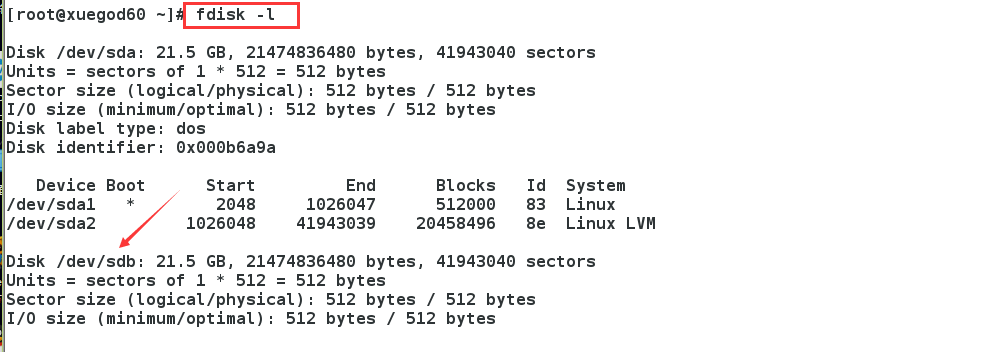 [root@xuegod60 ~]# fdisk -l
Disk /dev/sda: 21.5 GB, 21474836480 bytes, 41943040 sectors
Units = sectors of 1 * 512 = 512 bytes
Sector size (logical/physical): 512 bytes / 512 bytes
I/O size (minimum/optimal): 512 bytes / 512 bytes
Disk label type: dos
Disk identifier: 0x000b6a9a
   Device Boot      Start         End      Blocks   Id  System
/dev/sda1   *        2048     1026047      512000   83  Linux
/dev/sda2         1026048    41943039    20458496   8e  Linux LVM
Disk /dev/sdb: 21.5 GB, 21474836480 bytes, 41943040 sectors
Units = sectors of 1 * 512 = 512 bytes
Sector size (logical/physical): 512 bytes / 512 bytes
I/O size (minimum/optimal): 512 bytes / 512 bytes